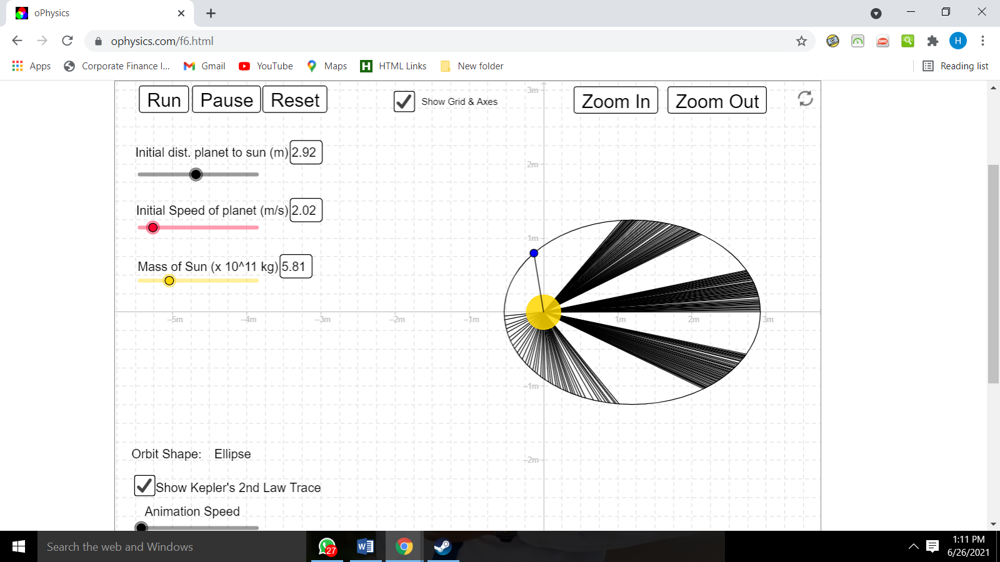 oPhysics
ophysics.com/f6.html
H
Apps
Corporate Finance I...
Gmail
YouTube
Maps
H
HTML Links
New folder
Reading list
Run
Pause
Reset
Show Grid & Axes
Zoom In
Zoom Out
Initial dist. planet to sun (m) 2.92
Initial Speed of planet (m/s) 2.02
Mass of Sun (x 10^11 kg) 5.81
3m
2m
1m
–5m
–4m
–3m
–2m
–1m
1m
2m
3m
–1m
–2m
Orbit Shape: Ellipse
Show Kepler's 2nd Law Trace
Animation Speed
Search the web and Windows
27
W
1:11 PM
6/26/2021